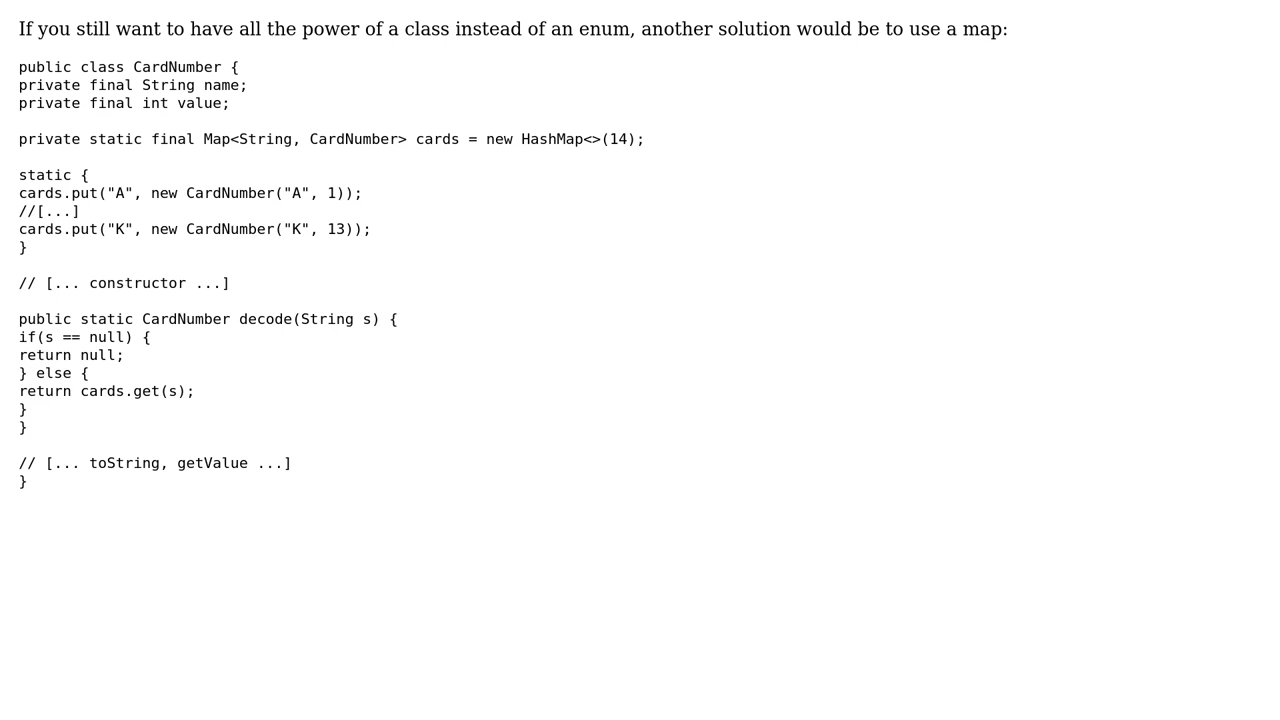 If you still want to have all the power of a class instead of an enum, another solution would be to use a map:
public class CardNumber {
private final String name;
private final int value;
private static final Map<String, CardNumber> cards = new HashMap<>(14);
static {
cards.put("A", new CardNumber("A", 1));
//[...]
cards.put("K", new CardNumber("K", 13));
}
// [... constructor ...]
public static CardNumber decode(String s) {
if(s == null) {
return null;
} else {
return cards.get(s);
}
}
// [... toString, getValue ...]
}